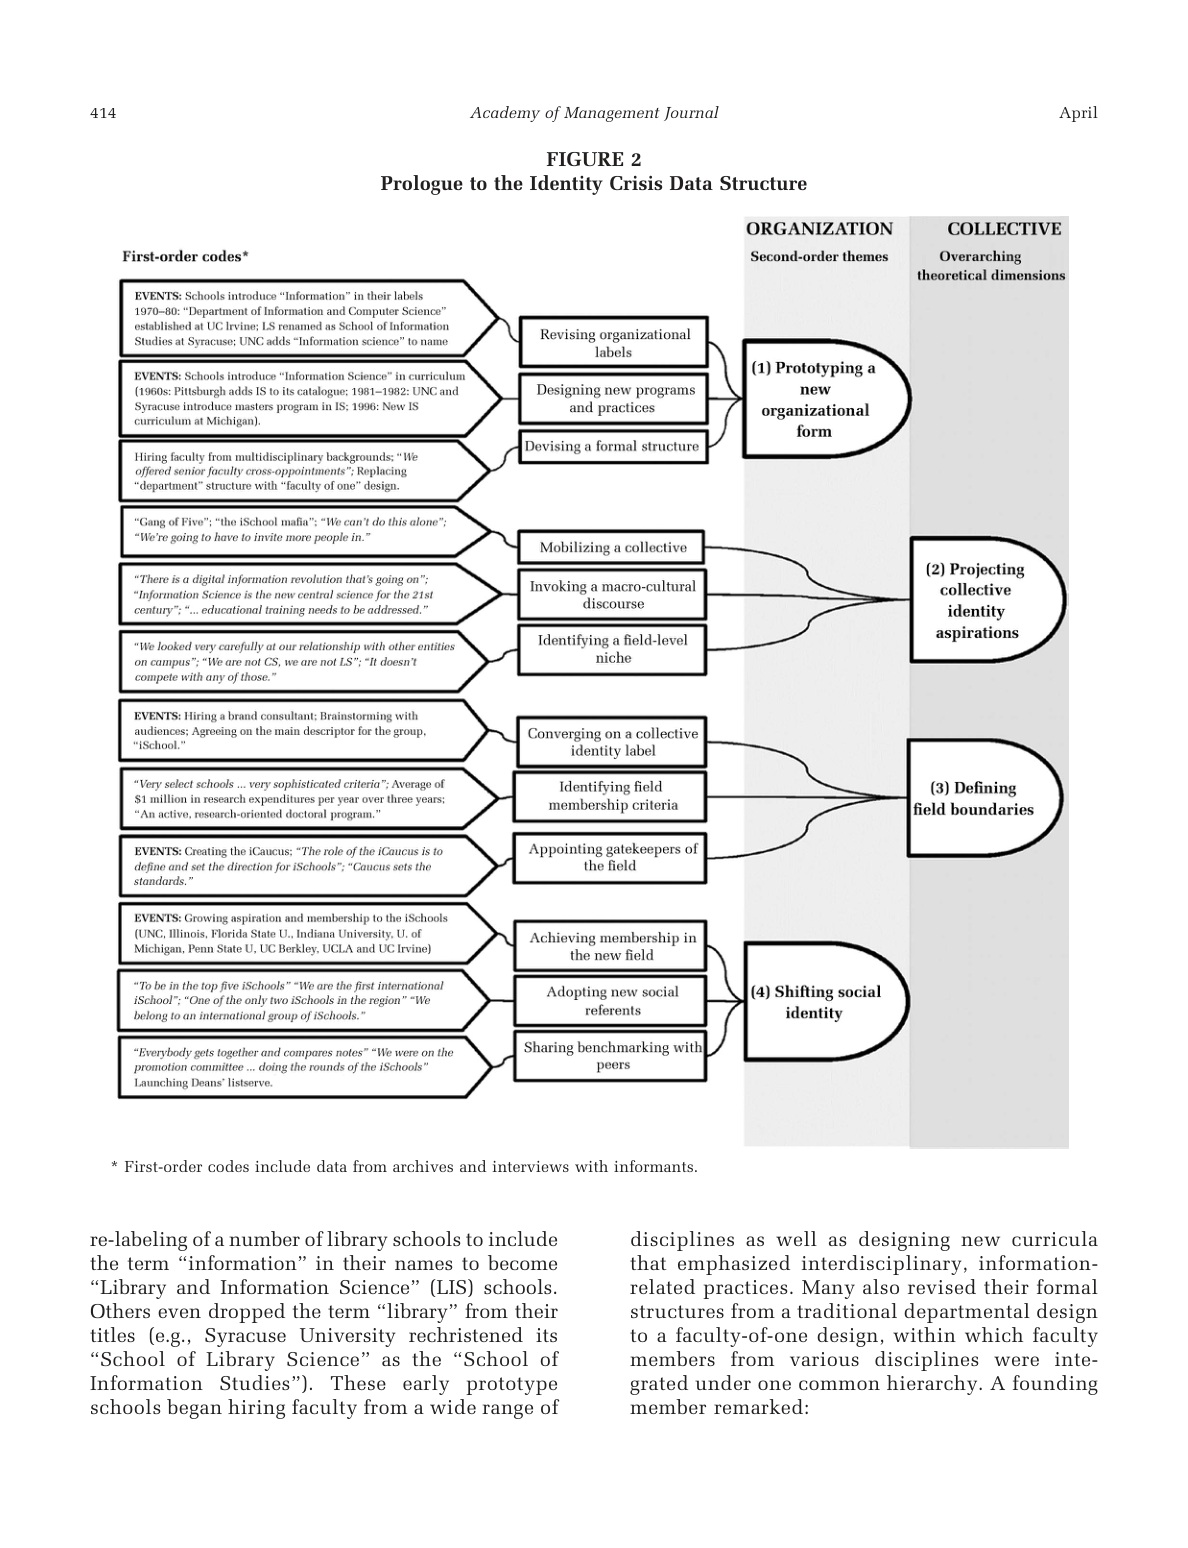 414
Academy of Management Journal
April
FIGURE 2
Prologue to the Identity Crisis Data Structure
ORGANIZATION
COLLECTIVE
First-order codes*
Second-order themes
Overarching
theoretical dimensions
EVENTS: Schools introduce “Information” in their labels
1970–80: “Department of Information and Computer Science”
established at UC Irvine; LS renamed as School of Information
Studies at Syracuse; UNC adds “Information science” to name
EVENTS: Schools introduce “Information Science” in curriculum
(1960s: Pittsburgh adds IS to its catalogue; 1981–1982: UNC and
Syracuse introduce masters program in IS; 1996: New IS
curriculum at Michigan).
Hiring faculty from multidisciplinary backgrounds; “We
offered senior faculty cross-appointments”; Replacing
“department” structure with “faculty of one” design.
Revising organizational
labels
Designing new programs
and practices
Devising a formal structure
(1) Prototyping a
new
organizational
form
“Gang of Five”; “the iSchool mafia”; “We can’t do this alone”;
“We’re going to have to invite more people in.”
“There is a digital information revolution that’s going on”;
“Information Science is the new central science for the 21st
century”; “... educational training needs to be addressed.”
“We looked very carefully at our relationship with other entities
on campus”; “We are not CS, we are not LS”; “It doesn’t
compete with any of those.”
Mobilizing a collective
Invoking a macro-cultural
discourse
Identifying a field-level
niche
(2) Projecting
collective
identity
aspirations
EVENTS: Hiring a brand consultant; Brainstorming with
audiences; Agreeing on the main descriptor for the group,
“iSchool.”
“Very select schools ... very sophisticated criteria”; Average of
$1 million in research expenditures per year over three years;
“An active, research-oriented doctoral program.”
EVENTS: Creating the iCaucus; “The role of the iCaucus is to
define and set the direction for iSchools”; “Caucus sets the
standards.”
Converging on a collective
identity label
Identifying field
membership criteria
Appointing gatekeepers of
the field
(3) Defining
field boundaries
EVENTS: Growing aspiration and membership to the iSchools
(UNC, Illinois, Florida State U., Indiana University, U. of
Michigan, Penn State U, UC Berkley, UCLA and UC Irvine)
“To be in the top five iSchools” “We are the first international
iSchool”; “One of the only two iSchools in the region” “We
belong to an international group of iSchools.”
“Everybody gets together and compares notes” “We were on the
promotion committee ... doing the rounds of the iSchools”
Launching Deans’ listserve.
Achieving membership in
the new field
Adopting new social
referents
Sharing benchmarking with
peers
(4) Shifting social
identity
* First-order codes include data from archives and interviews with informants.
re-labeling of a number of library schools to include
the term “information” in their names to become
“Library and Information Science” (LIS) schools.
Others even dropped the term “library” from their
titles (e.g., Syracuse University rechristened its
“School of Library Science” as the “School of
Information Studies”). These early prototype
schools began hiring faculty from a wide range of
disciplines as well as designing new curricula
that emphasized interdisciplinary, information-
related practices. Many also revised their formal
structures from a traditional departmental design
to a faculty-of-one design, within which faculty
members from various disciplines were inte-
grated under one common hierarchy. A founding
member remarked: